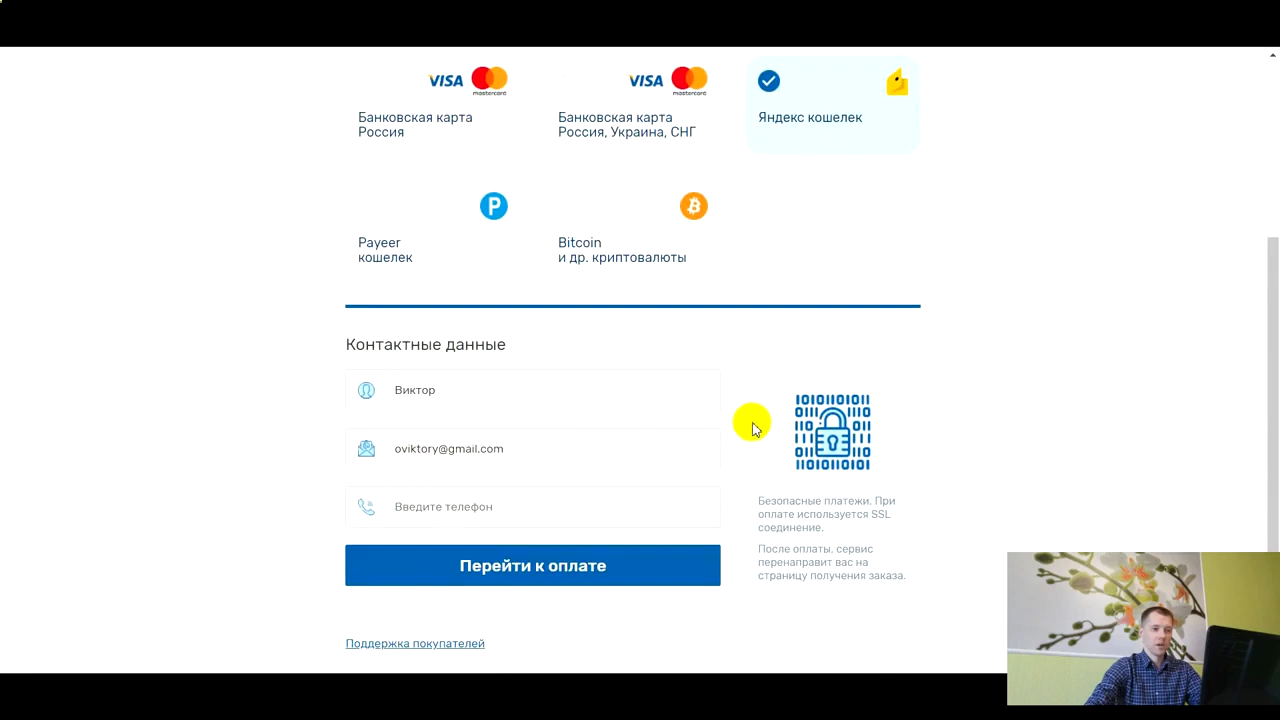 VISA mastercard
VISA mastercard
Банковская карта
Россия
Банковская карта
Россия, Украина, СНГ
Яндекс кошелек
P
Payeer
кошелек
Bitcoin
и др. криптовалюты
Контактные данные
Виктор
oviktory@gmail.com
Введите телефон
Перейти к оплате
Безопасные платежи. При
оплате используется SSL
соединение.
После оплаты, сервис
перенаправит вас на
страницу получения заказа.
Поддержка покупателей